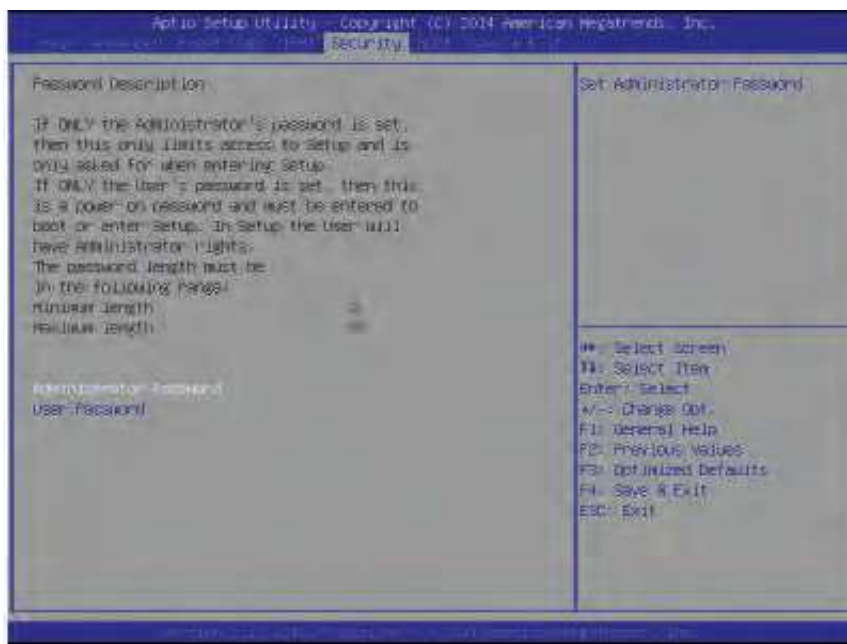 Aptio Setup Utility - Copyright (C) 2014 American Megatrends, Inc.
Security
Password Description
If ONLY the Administrator's password is set,
then this only limits access to Setup and is
only asked for when entering Setup.
If ONLY the User's password is set, then this
is a power on password and must be entered to
boot or enter Setup. In Setup the User will
have Administrator rights.
The password length must be
in the following range:
Minimum length
Maximum length
Administrator Password
User Password
Set Administrator Password
: Select Screen
: Select Item
Enter: Select
+/-: Change Opt.
F1: General Help
F2: Previous Values
F3: Optimized Defaults
F4: Save & Exit
ESC: Exit